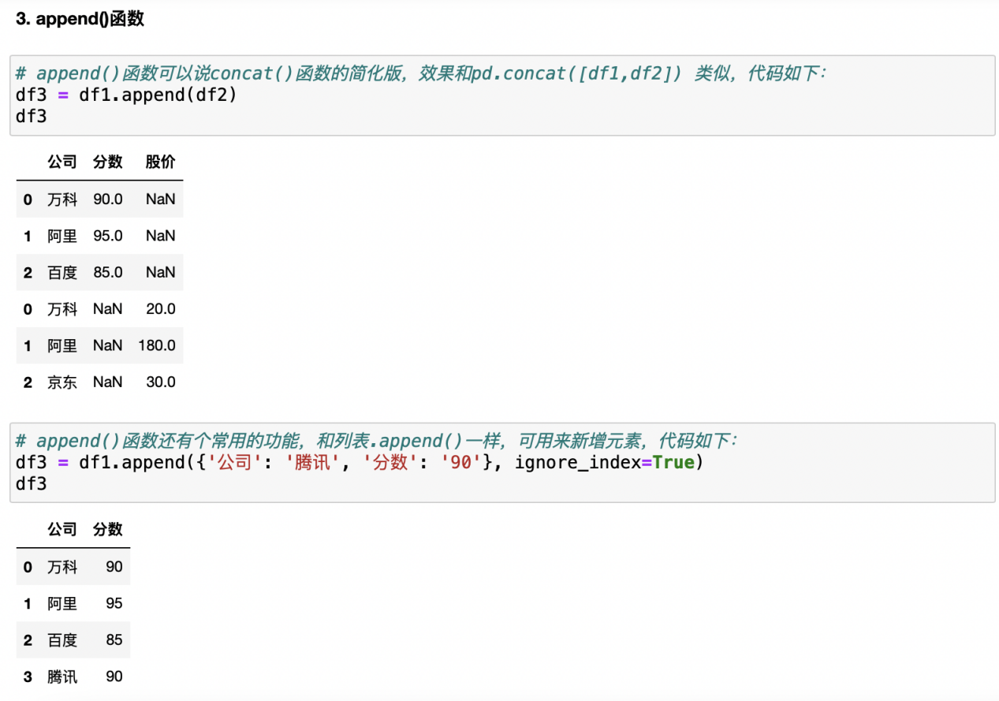 3. append()函数
# append()函数可以说concat()函数的简化版，效果和pd.concat([df1,df2]) 类似，代码如下：
df3 = df1.append(df2)
df3
公司 分数 股价
0 万科 90.0 NaN
1 阿里 95.0 NaN
2 百度 85.0 NaN
0 万科 NaN 20.0
1 阿里 NaN 180.0
2 京东 NaN 30.0
# append()函数还有个常用的功能，和列表.append()一样，可用来新增元素，代码如下：
df3 = df1.append({'公司': '腾讯', '分数': '90'}, ignore_index=True)
df3
公司 分数
0 万科 90
1 阿里 95
2 百度 85
3 腾讯 90